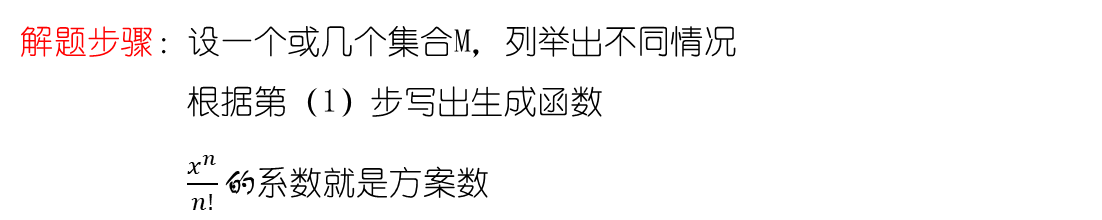 解题步骤：设一个或几个集合M，列举出不同情况
根据第（1）步写出生成函数
$\frac{x^n}{n!}$的系数就是方案数